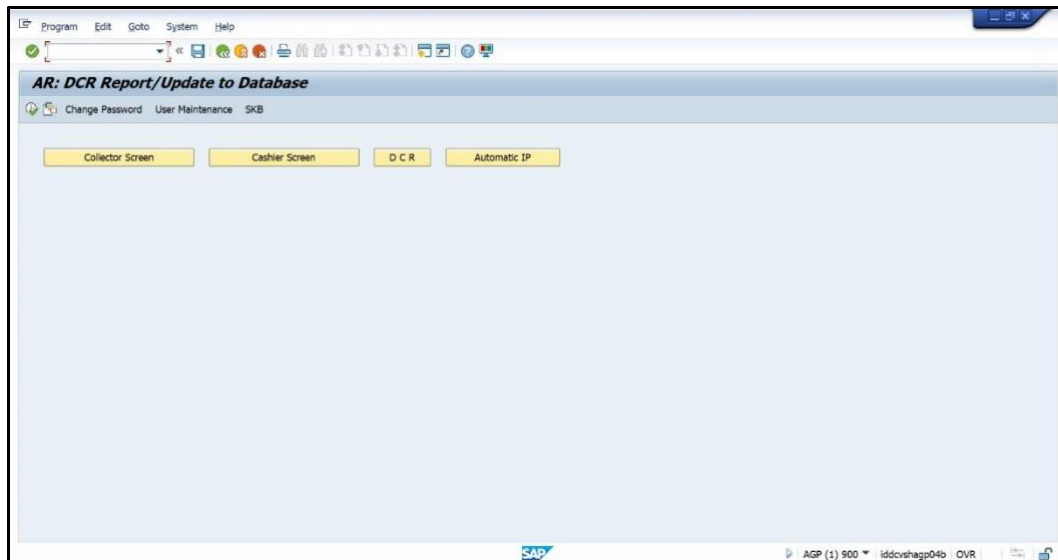 Program Edit Goto System Help
AR: DCR Report/Update to Database
Change Password User Maintenance SKB
Collector Screen Cashier Screen D C R Automatic IP
SAP AGP (1) 900 iddcvshagp04b OVR